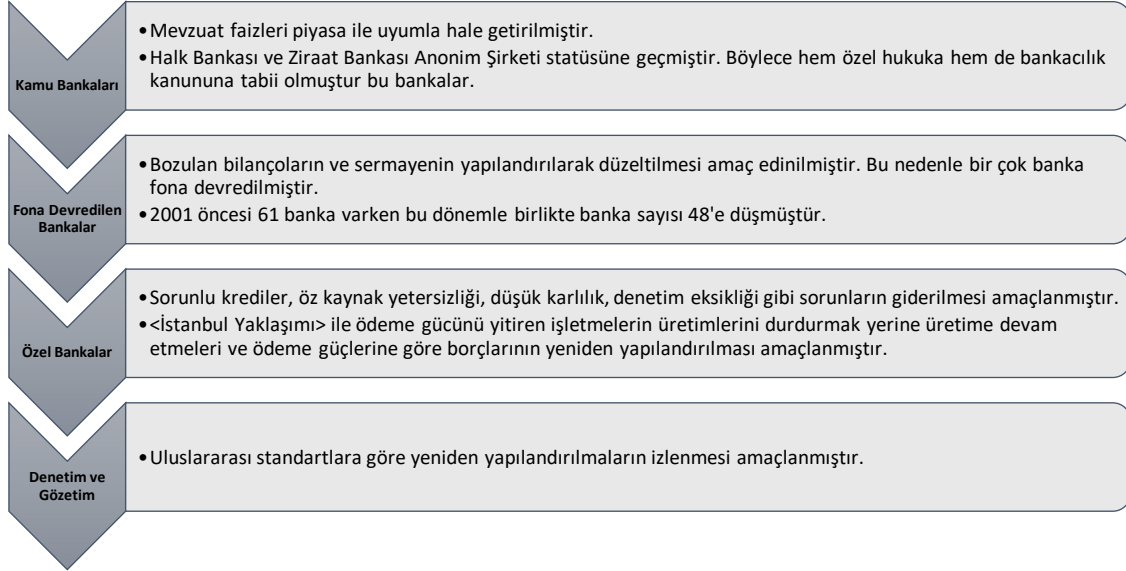 Kamu Bankaları
•Mevzuat faizleri piyasa ile uyumla hale getirilmiştir.
•Halk Bankası ve Ziraat Bankası Anonim Şirketi statüsüne geçmiştir. Böylece hem özel hukuka hem de bankacılık
kanununa tabii olmuştur bu bankalar.
Fona Devredilen
Bankalar
•Bozulan bilançoların ve sermayenin yapılandırılarak düzeltilmesi amaç edinilmiştir. Bu nedenle bir çok banka
fona devredilmiştir.
•2001 öncesi 61 banka varken bu dönemle birlikte banka sayısı 48'e düşmüştür.
Özel Bankalar
•Sorunlu krediler, öz kaynak yetersizliği, düşük karlılık, denetim eksikliği gibi sorunların giderilmesi amaçlanmıştır.
•<İstanbul Yaklaşımı> ile ödeme gücünü yitiren işletmelerin üretimlerini durdurmak yerine üretime devam
etmeleri ve ödeme güçlerine göre borçlarının yeniden yapılandırılması amaçlanmıştır.
Denetim ve
Gözetim
•Uluslararası standartlara göre yeniden yapılandırılmaların izlenmesi amaçlanmıştır.